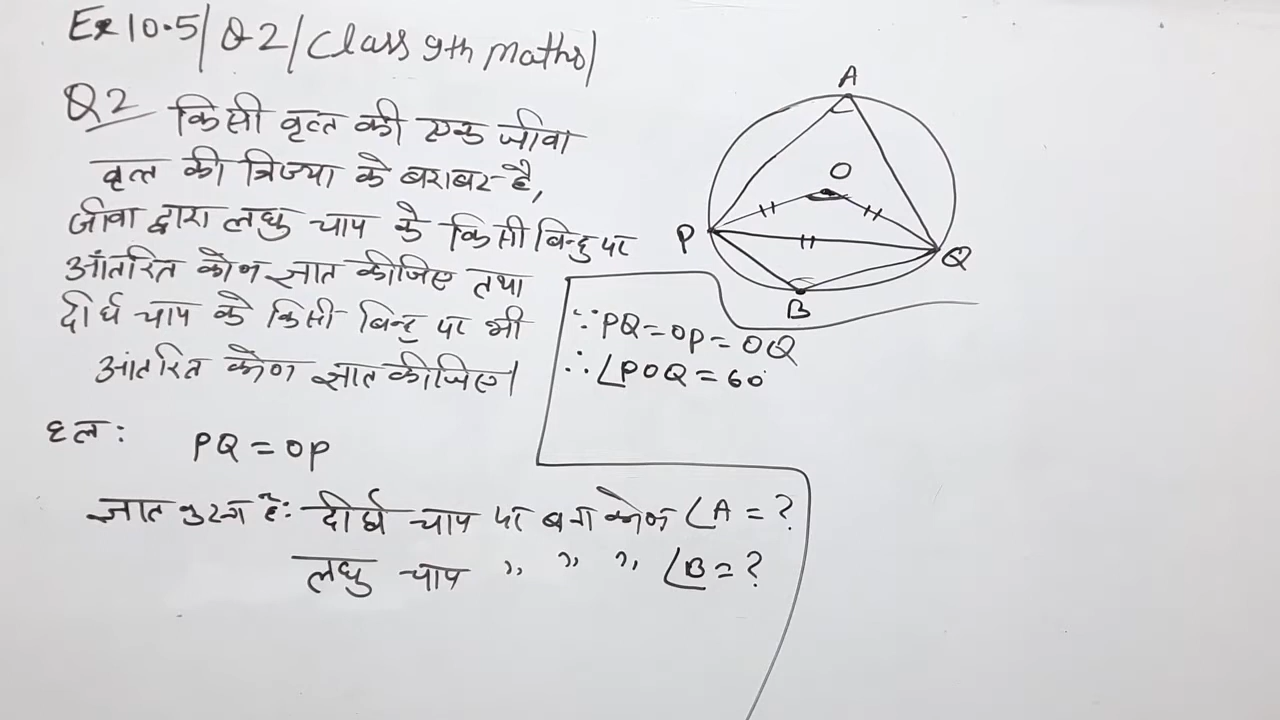 Ex 10.5/Q2/Class 9th maths/
Q2 किसी वृत्त की एक जीवा
वृत्त की त्रिज्या के बराबर है,
जीवा द्वारा लघु चाप के किसी बिन्दु पर
आंतरित कोण ज्ञात कीजिए तथा
दीर्घ चाप के किसी बिन्दु पर भी
आंतरित कोण ज्ञात कीजिए।
A
O
P
Q
B
∵ PQ = OP = OQ
∴ ∠POQ = 60°
हल:
PQ = OP
ज्ञात करना है: दीर्घ चाप पर बना कोण ∠A = ?
लघु चाप " " " ∠B = ?